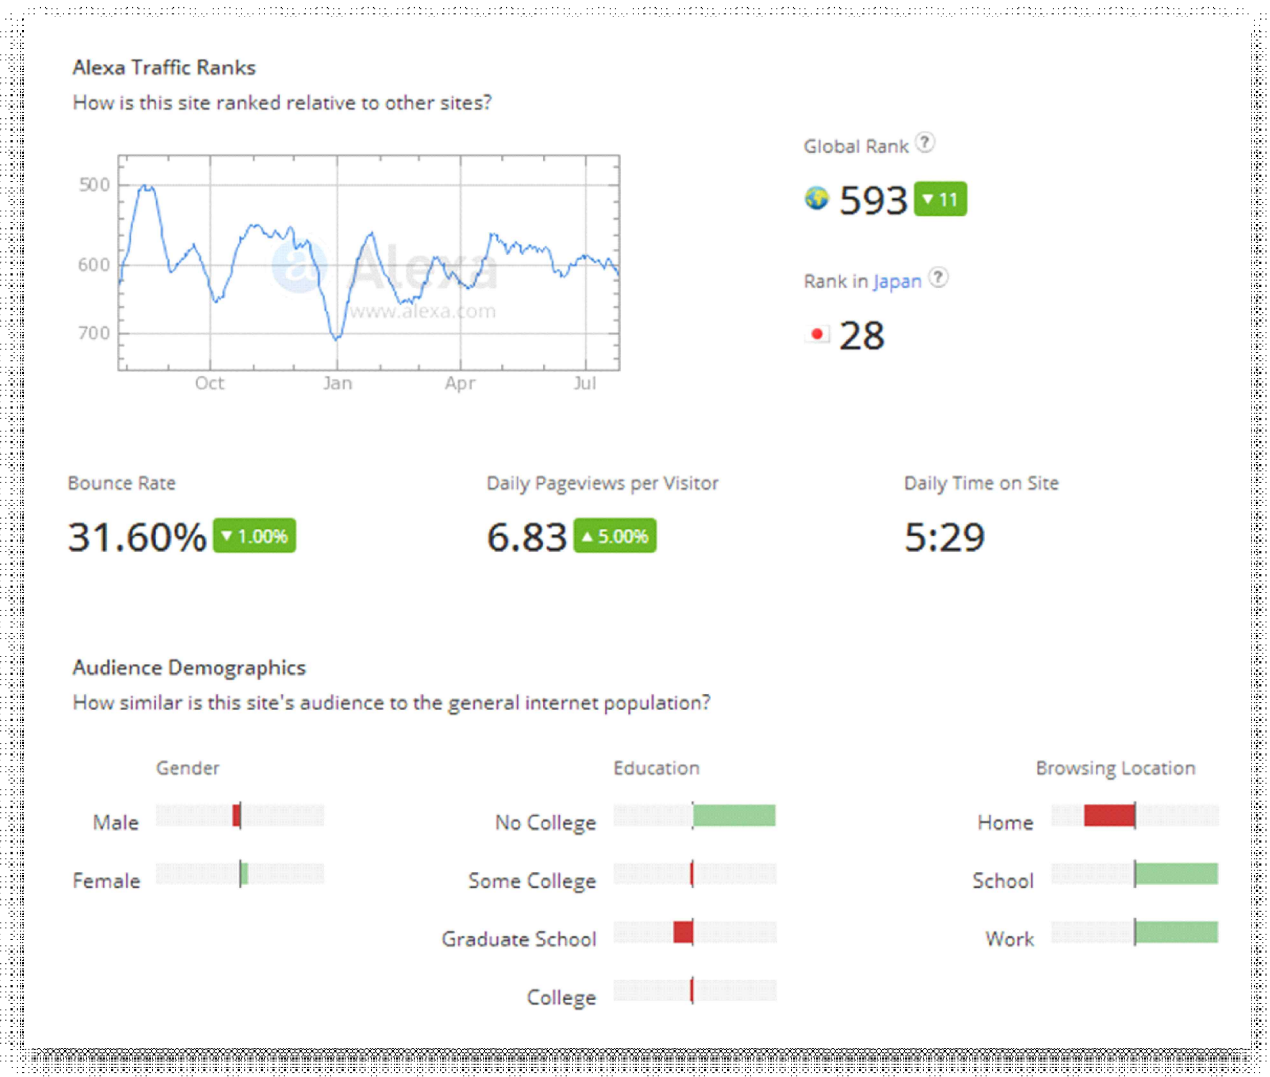 Alexa Traffic Ranks
How is this site ranked relative to other sites?
500
600
700
Oct Jan Apr Jul
a Alexa
www.alexa.com
Global Rank ?
593 ▼ 11
Rank in Japan ?
28
Bounce Rate
31.60% ▼ 1.00%
Daily Pageviews per Visitor
6.83 ▲ 5.00%
Daily Time on Site
5:29
Audience Demographics
How similar is this site's audience to the general internet population?
Gender
Male
Female
Education
No College
Some College
Graduate School
College
Browsing Location
Home
School
Work